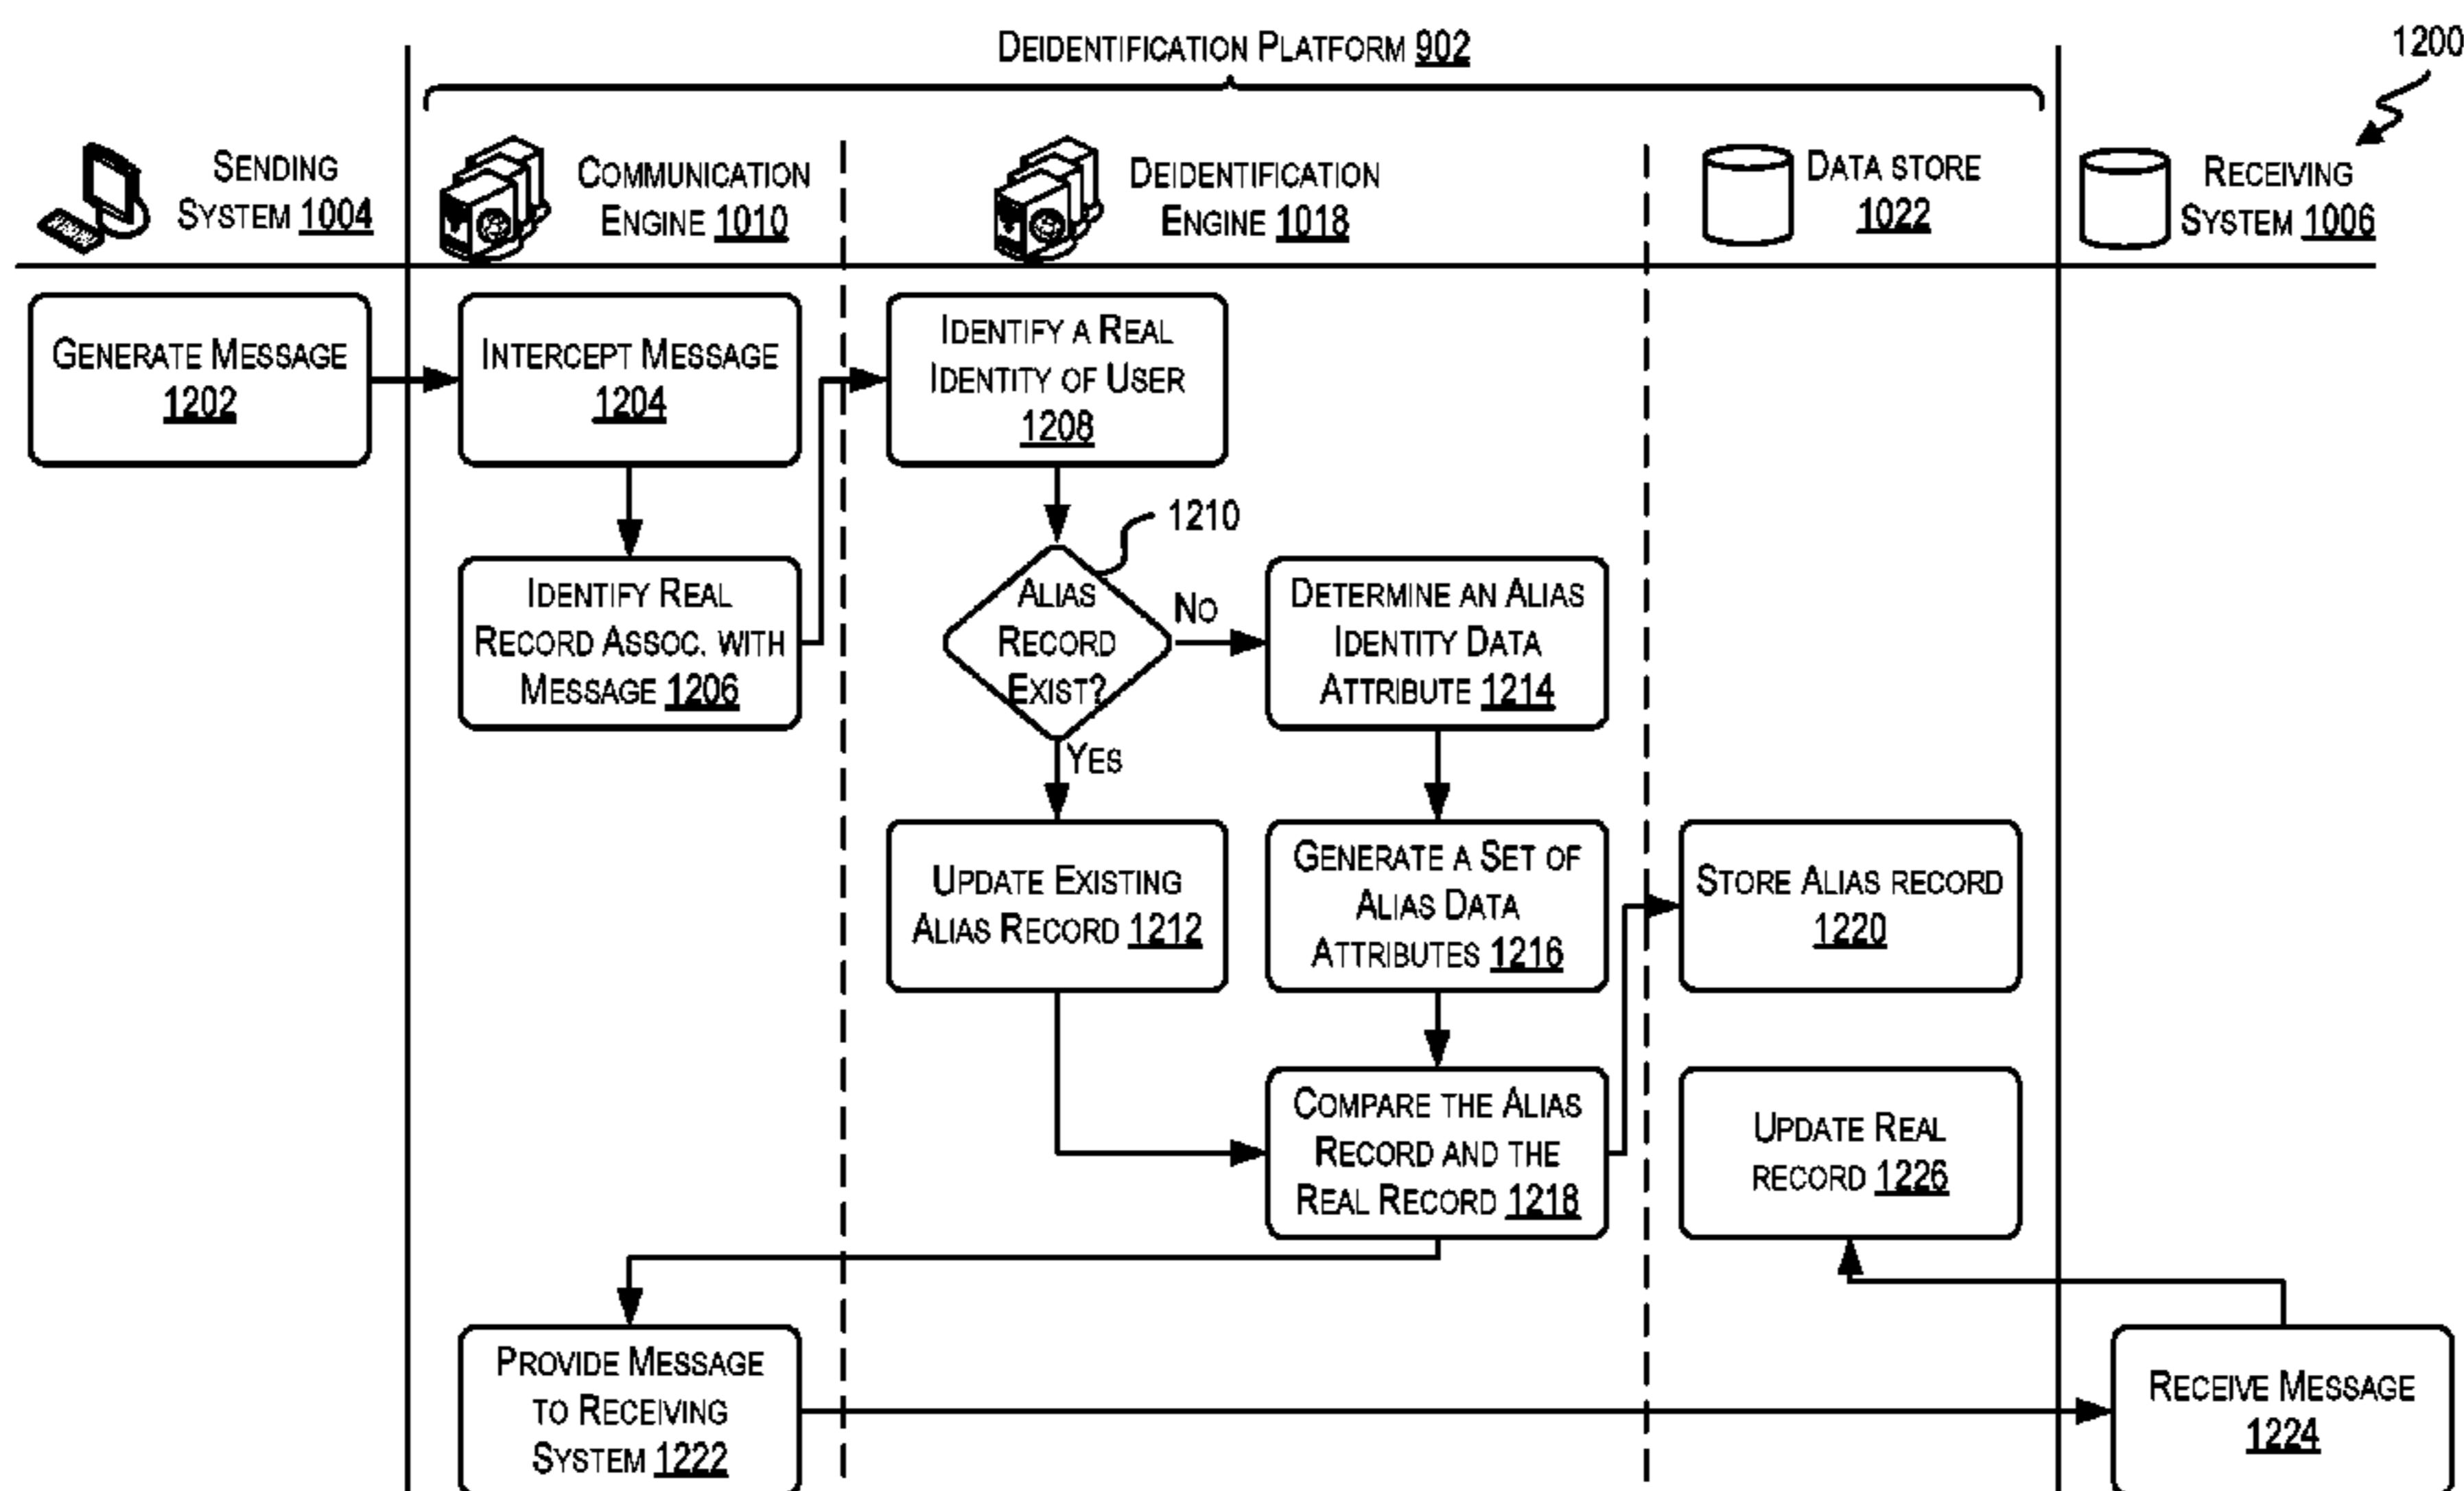 DEIDENTIFICATION PLATFORM 902
1200
SENDING
SYSTEM 1004
COMMUNICATION
ENGINE 1010
DEIDENTIFICATION
ENGINE 1018
DATA STORE
1022
RECEIVING
SYSTEM 1006
GENERATE MESSAGE
1202
INTERCEPT MESSAGE
1204
IDENTIFY A REAL
IDENTITY OF USER
1208
1210
IDENTIFY REAL
RECORD ASSOC. WITH
MESSAGE 1206
ALIAS
RECORD
EXIST?
NO
YES
DETERMINE AN ALIAS
IDENTITY DATA
ATTRIBUTE 1214
UPDATE EXISTING
ALIAS RECORD 1212
GENERATE A SET OF
ALIAS DATA
ATTRIBUTES 1216
STORE ALIAS RECORD
1220
COMPARE THE ALIAS
RECORD AND THE
REAL RECORD 1218
UPDATE REAL
RECORD 1226
PROVIDE MESSAGE
TO RECEIVING
SYSTEM 1222
RECEIVE MESSAGE
1224